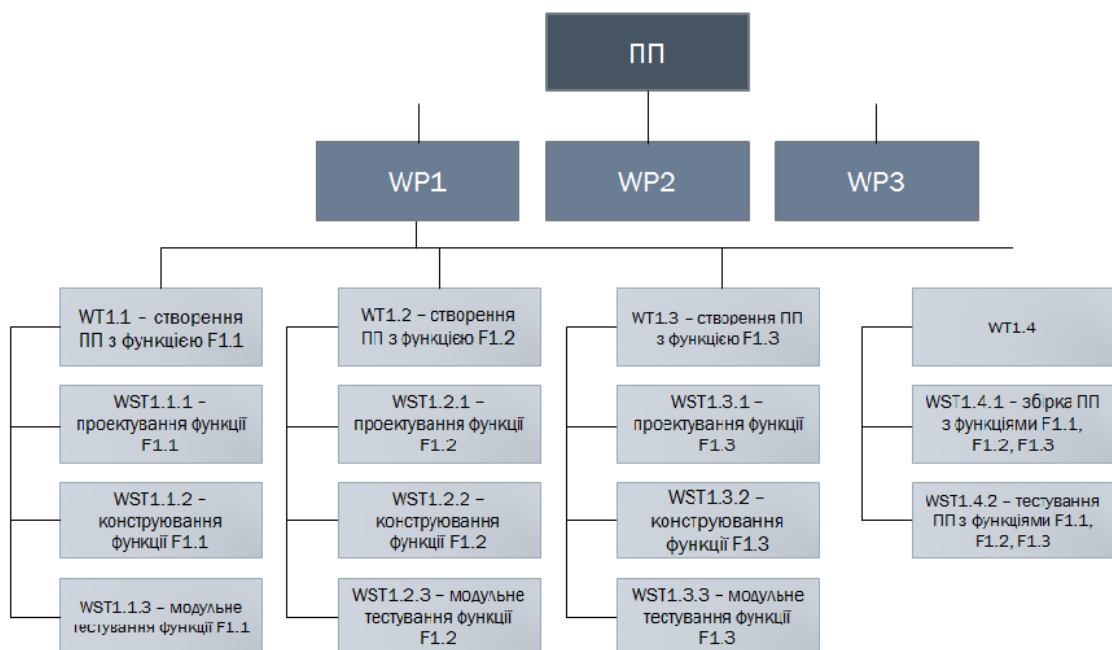 ПП
WP1
WP2
WP3
WT1.1 – створення
ПП з функцією F1.1
WST1.1.1 –
проектування функції
F1.1
WST1.1.2 –
конструювання
функції F1.1
WST1.1.3 – модульне
тестування функції F1.1
WT1.2 – створення
ПП з функцією F1.2
WST1.2.1 –
проектування функції
F1.2
WST1.2.2 –
конструювання
функції F1.2
WST1.2.3 – модульне
тестування функції
F1.2
WT1.3 – створення ПП
з функцією F1.3
WST1.3.1 –
проектування функції
F1.3
WST1.3.2 –
конструювання
функції F1.3
WST1.3.3 – модульне
тестування функції
F1.3
WT1.4
WST1.4.1 – збірка ПП
з функціями F1.1,
F1.2, F1.3
WST1.4.2 – тестування
ПП з функціями F1.1,
F1.2, F1.3